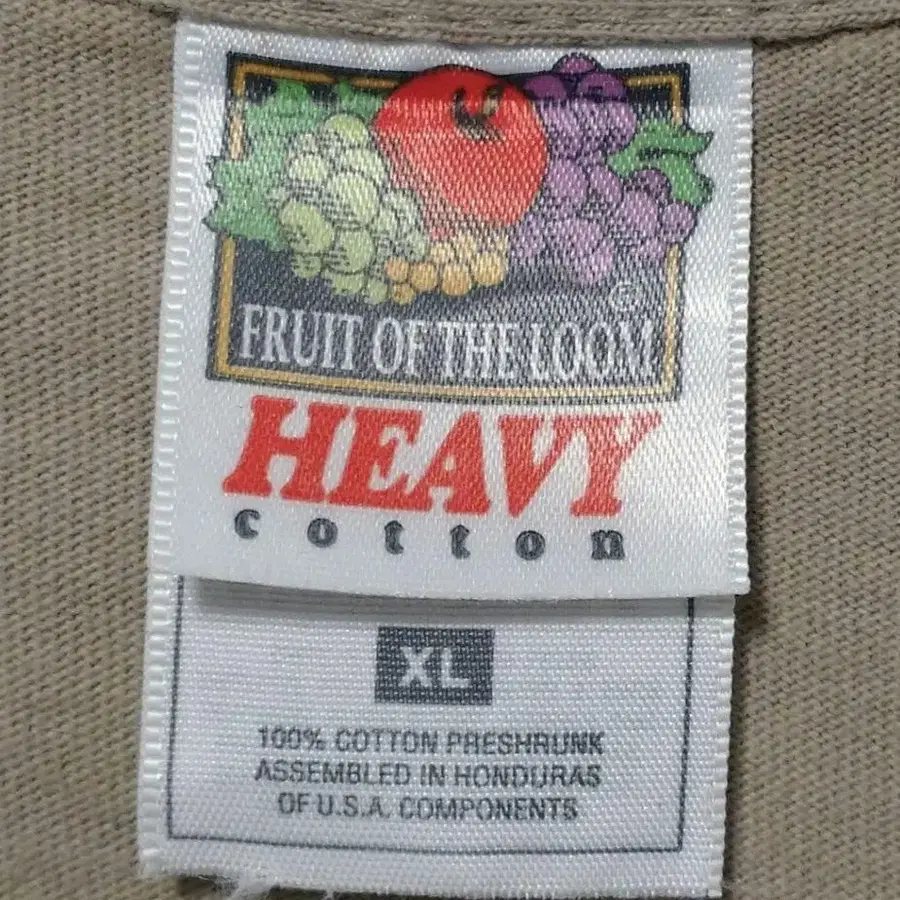 ®
FRUIT OF THE LOOM
HEAVY
cotton
XL
100% COTTON PRESHRUNK
ASSEMBLED IN HONDURAS
OF U.S.A. COMPONENTS